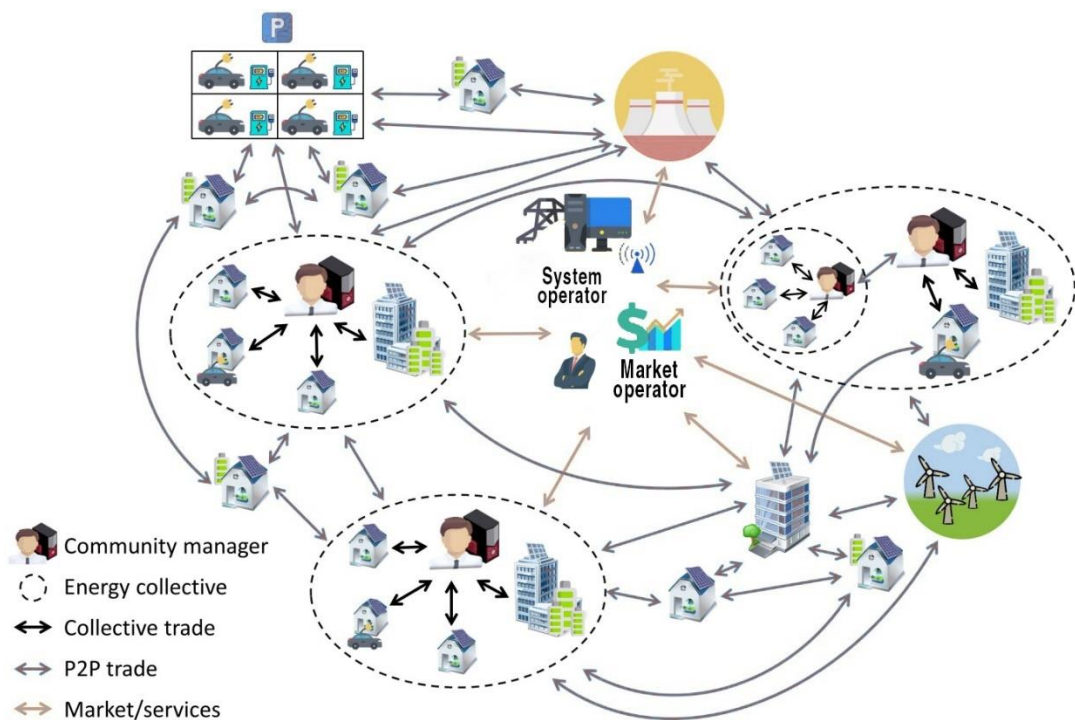 P
System
operator
Market
operator
Community manager
Energy collective
Collective trade
P2P trade
Market/services